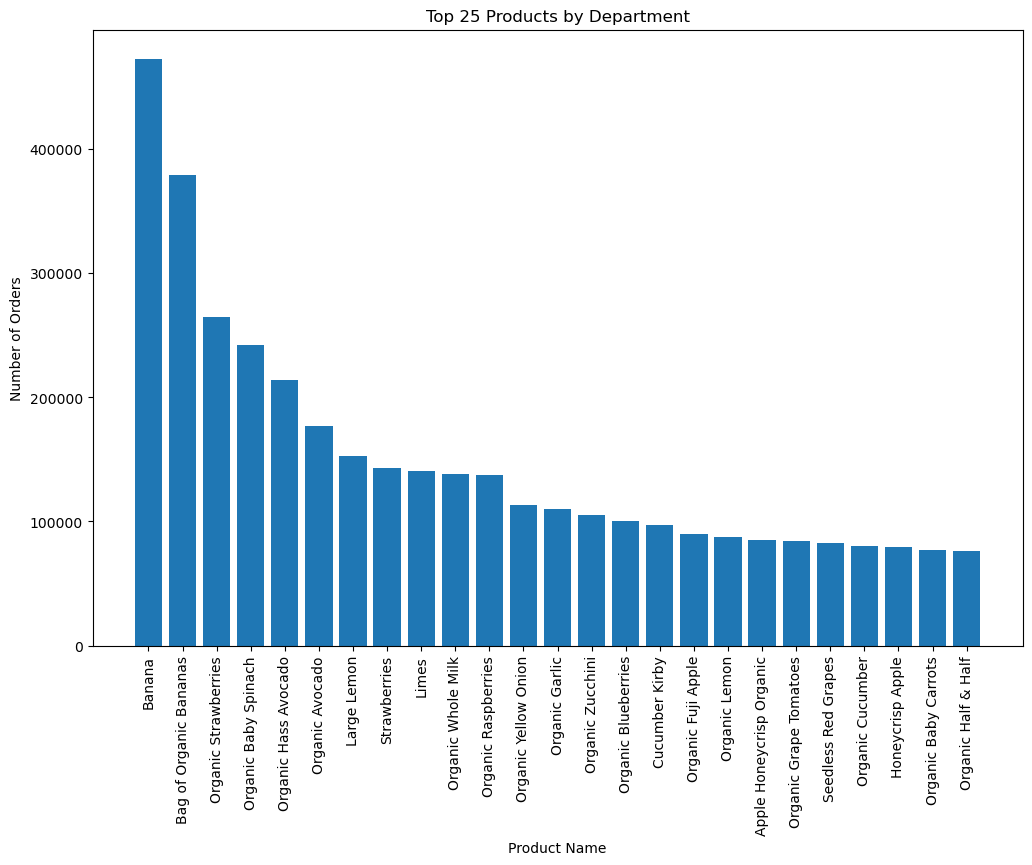 Top 25 Products by Department
Number of Orders
400000
300000
200000
100000
0
Banana
Bag of Organic Bananas
Organic Strawberries
Organic Baby Spinach
Organic Hass Avocado
Organic Avocado
Large Lemon
Strawberries
Limes
Organic Whole Milk
Organic Raspberries
Organic Yellow Onion
Organic Garlic
Organic Zucchini
Organic Blueberries
Cucumber Kirby
Organic Fuji Apple
Organic Lemon
Apple Honeycrisp Organic
Organic Grape Tomatoes
Seedless Red Grapes
Organic Cucumber
Honeycrisp Apple
Organic Baby Carrots
Organic Half & Half
Product Name